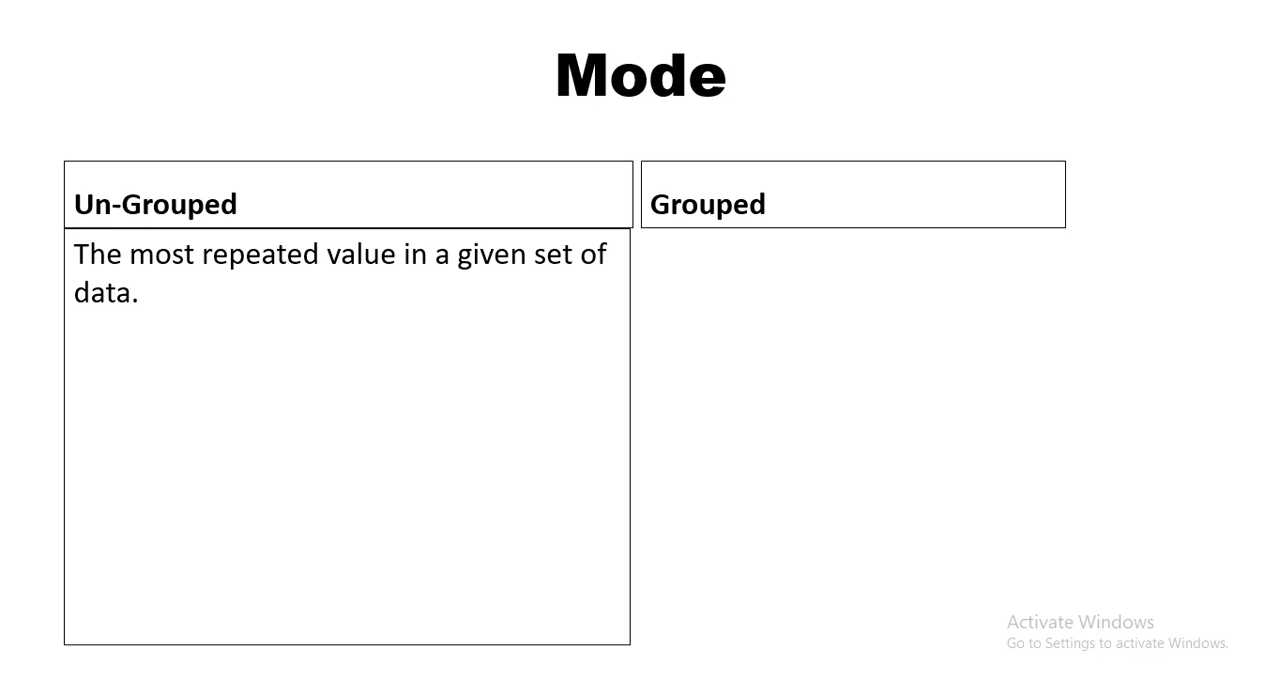 Mode
Un-Grouped
Grouped
The most repeated value in a given set of
data.
Activate Windows
Go to Settings to activate Windows.